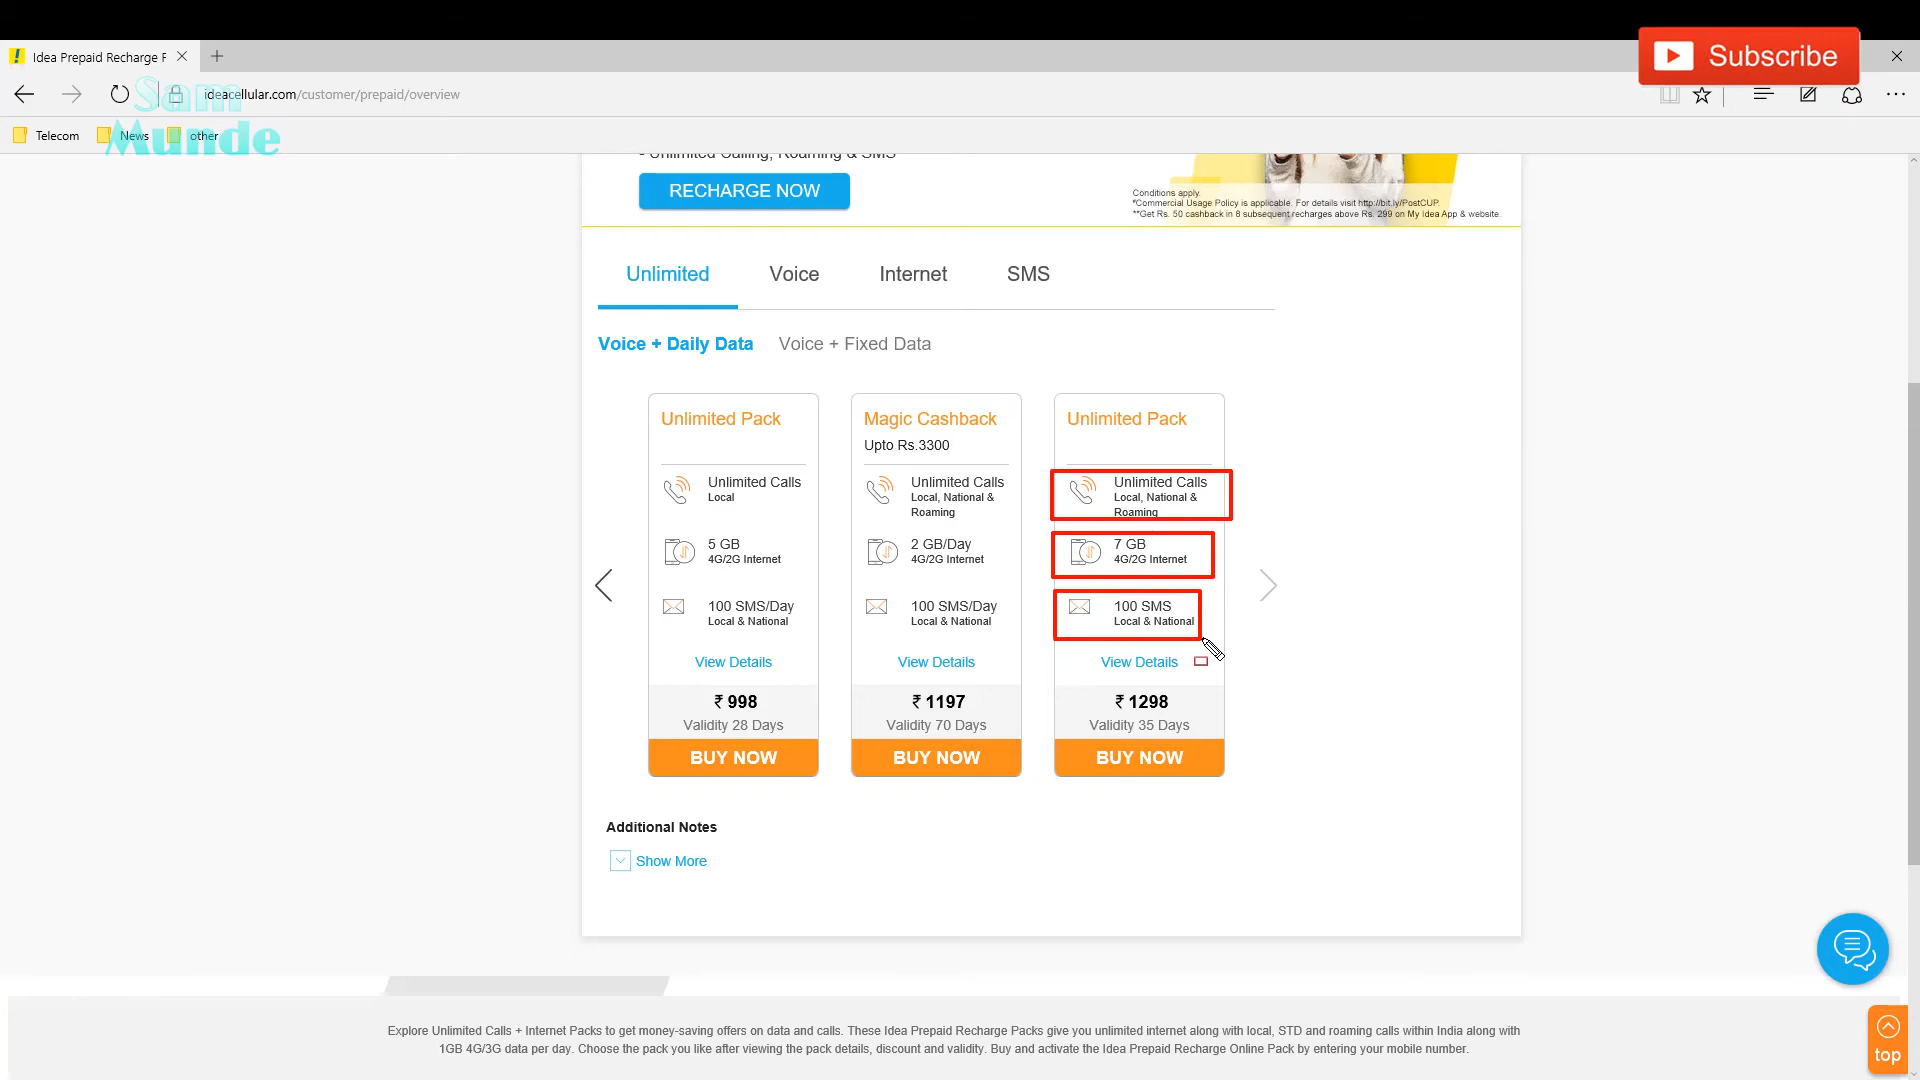 Subscribe
Idea Prepaid Recharge F
ideacellular.com/customer/prepaid/overview
Sam
Munde
Telecom
News
other
- Unlimited Calling, Roaming & SMS
RECHARGE NOW
Conditions apply.
#Commercial Usage Policy is applicable. For details visit http://bit.ly/PostCUP.
**Get Rs. 50 cashback in 8 subsequent recharges above Rs. 299 on My Idea App & website.
Unlimited
Voice
Internet
SMS
Voice + Daily Data
Voice + Fixed Data
Unlimited Pack
Unlimited Calls
Local
5 GB
4G/2G Internet
100 SMS/Day
Local & National
View Details
₹ 998
Validity 28 Days
BUY NOW
Magic Cashback
Upto Rs.3300
Unlimited Calls
Local, National &
Roaming
2 GB/Day
4G/2G Internet
100 SMS/Day
Local & National
View Details
₹ 1197
Validity 70 Days
BUY NOW
Unlimited Pack
Unlimited Calls
Local, National &
Roaming
7 GB
4G/2G Internet
100 SMS
Local & National
View Details
₹ 1298
Validity 35 Days
BUY NOW
Additional Notes
Show More
Explore Unlimited Calls + Internet Packs to get money-saving offers on data and calls. These Idea Prepaid Recharge Packs give you unlimited internet along with local, STD and roaming calls within India along with
1GB 4G/3G data per day. Choose the pack you like after viewing the pack details, discount and validity. Buy and activate the Idea Prepaid Recharge Online Pack by entering your mobile number.
top